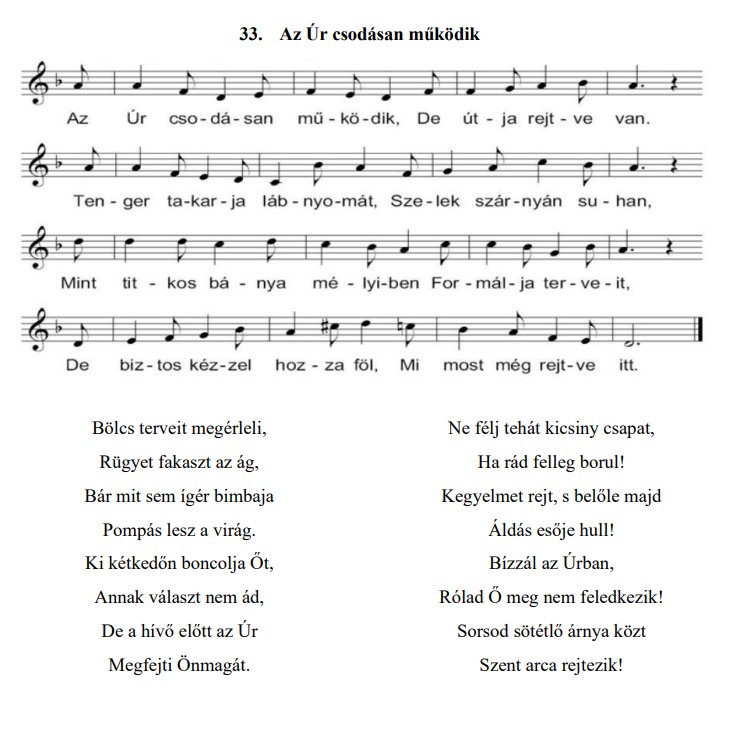 33. Az Úr csodásan működik
Az Úr cso-dá-san mű-kö-dik, De út-ja rejt-ve van.
Ten-ger ta-kar-ja láb-nyo-mát, Sze-lek szár-nyán su-han,
Mint tit-kos bá-nya mé-lyi-ben For-mál-ja ter-ve-it,
De biz-tos kéz-zel hoz-za föl, Mi most még rejt-ve itt.
Bölcs terveit megérleli,
Rügyet fakaszt az ág,
Bár mit sem ígér bimbaja
Pompás lesz a virág.
Ki kétkedőn boncolja Őt,
Annak választ nem ád,
De a hívő előtt az Úr
Megfejti Önmagát.
Ne félj tehát kicsiny csapat,
Ha rád felleg borul!
Kegyelmet rejt, s belőle majd
Áldás esője hull!
Bízzál az Úrban,
Rólad Ő meg nem feledkezik!
Sorsod sötétlő árnya közt
Szent arca rejtezik!